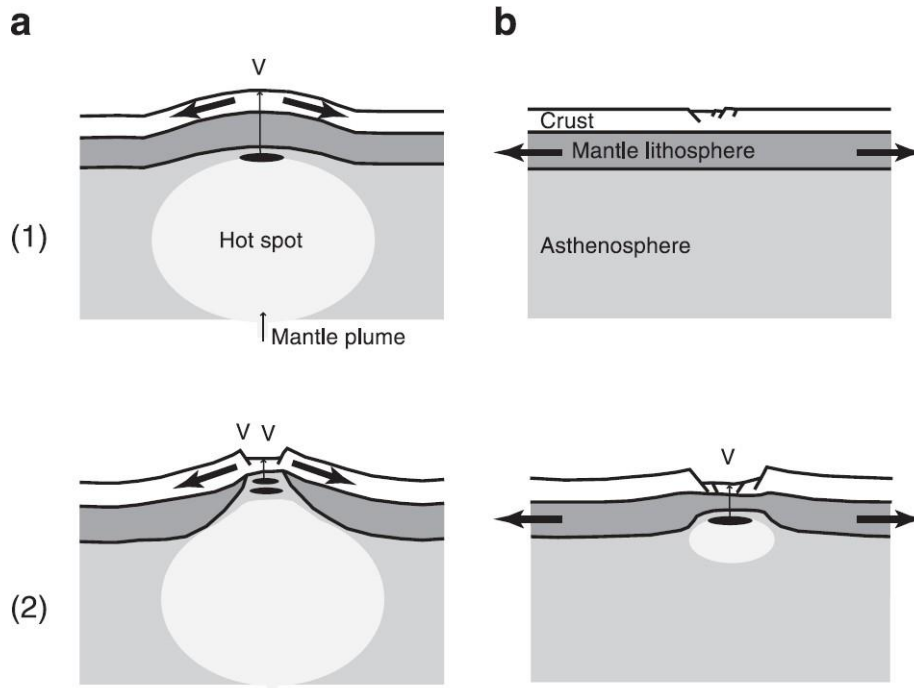 a
b
V
Crust
Mantle lithosphere
(1)
Hot spot
Asthenosphere
Mantle plume
V V
V
(2)